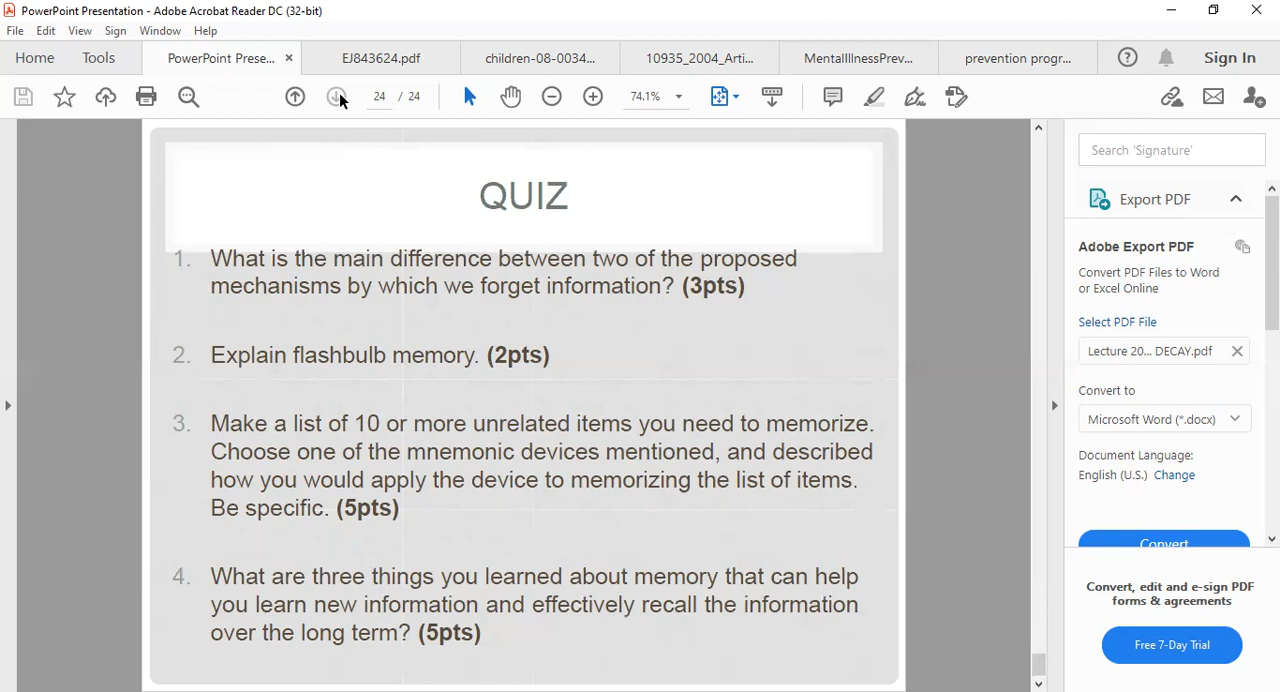 PowerPoint Presentation - Adobe Acrobat Reader DC (32-bit)
File Edit View Sign Window Help
Home Tools PowerPoint Prese... × EJ843624.pdf children-08-0034... 10935_2004_Arti... MentalIllnessPrev... prevention progr... Sign In
24 / 24 74.1%
QUIZ
1. What is the main difference between two of the proposed
mechanisms by which we forget information? (3pts)
2. Explain flashbulb memory. (2pts)
3. Make a list of 10 or more unrelated items you need to memorize.
Choose one of the mnemonic devices mentioned, and described
how you would apply the device to memorizing the list of items.
Be specific. (5pts)
4. What are three things you learned about memory that can help
you learn new information and effectively recall the information
over the long term? (5pts)
Search 'Signature'
Export PDF
Adobe Export PDF
Convert PDF Files to Word
or Excel Online
Select PDF File
Lecture 20... DECAY.pdf
Convert to
Microsoft Word (*.docx)
Document Language:
English (U.S.) Change
Convert
Convert, edit and e-sign PDF
forms & agreements
Free 7-Day Trial